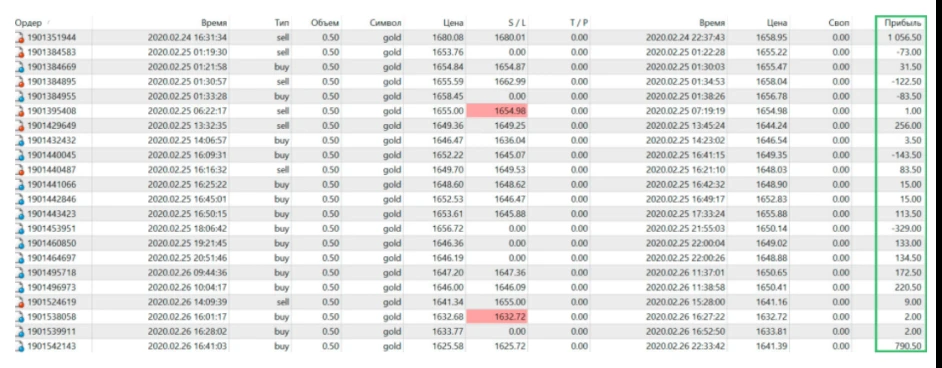 Ордер Время Тип Объем Символ Цена S / L T / P Время Цена Своп Прибыль
1901351944 2020.02.24 16:31:34 sell 0.50 gold 1680.08 1680.01 0.00 2020.02.24 22:37:43 1658.95 0.00 1 056.50
1901384583 2020.02.25 01:19:30 sell 0.50 gold 1653.76 0.00 0.00 2020.02.25 01:22:28 1655.22 0.00 -73.00
1901384669 2020.02.25 01:21:58 buy 0.50 gold 1654.84 1654.87 0.00 2020.02.25 01:30:03 1655.47 0.00 31.50
1901384895 2020.02.25 01:30:57 sell 0.50 gold 1655.59 1662.99 0.00 2020.02.25 01:34:53 1658.04 0.00 -122.50
1901384955 2020.02.25 01:33:28 buy 0.50 gold 1658.45 0.00 0.00 2020.02.25 01:38:26 1656.78 0.00 -83.50
1901395408 2020.02.25 06:22:17 sell 0.50 gold 1655.00 1654.98 0.00 2020.02.25 07:19:19 1654.98 0.00 1.00
1901429649 2020.02.25 13:32:35 sell 0.50 gold 1649.36 1649.25 0.00 2020.02.25 13:45:24 1644.24 0.00 256.00
1901432432 2020.02.25 14:06:57 buy 0.50 gold 1646.47 1636.04 0.00 2020.02.25 14:23:02 1646.54 0.00 3.50
1901440045 2020.02.25 16:09:31 buy 0.50 gold 1652.22 1645.07 0.00 2020.02.25 16:41:15 1649.35 0.00 -143.50
1901440487 2020.02.25 16:16:32 sell 0.50 gold 1649.70 1649.53 0.00 2020.02.25 16:21:10 1648.03 0.00 83.50
1901441066 2020.02.25 16:25:22 buy 0.50 gold 1648.60 1648.62 0.00 2020.02.25 16:42:32 1648.90 0.00 15.00
1901442846 2020.02.25 16:45:01 buy 0.50 gold 1652.53 1646.47 0.00 2020.02.25 16:49:17 1652.83 0.00 15.00
1901443423 2020.02.25 16:50:15 buy 0.50 gold 1653.61 1645.88 0.00 2020.02.25 17:33:24 1655.88 0.00 113.50
1901453951 2020.02.25 18:06:42 buy 0.50 gold 1656.72 0.00 0.00 2020.02.25 21:55:03 1650.14 0.00 -329.00
1901460850 2020.02.25 19:21:45 buy 0.50 gold 1646.36 0.00 0.00 2020.02.25 22:00:04 1649.02 0.00 133.00
1901464697 2020.02.25 20:51:46 buy 0.50 gold 1646.19 0.00 0.00 2020.02.25 22:00:26 1648.88 0.00 134.50
1901495718 2020.02.26 09:44:36 buy 0.50 gold 1647.20 1647.36 0.00 2020.02.26 11:37:01 1650.65 0.00 172.50
1901496973 2020.02.26 10:04:17 buy 0.50 gold 1646.00 1646.09 0.00 2020.02.26 11:38:58 1650.41 0.00 220.50
1901524619 2020.02.26 14:09:39 sell 0.50 gold 1641.34 1655.00 0.00 2020.02.26 15:28:00 1641.16 0.00 9.00
1901538058 2020.02.26 16:01:17 buy 0.50 gold 1632.68 1632.72 0.00 2020.02.26 16:27:22 1632.72 0.00 2.00
1901539911 2020.02.26 16:28:02 buy 0.50 gold 1633.77 0.00 0.00 2020.02.26 16:52:50 1633.81 0.00 2.00
1901542143 2020.02.26 16:41:03 buy 0.50 gold 1625.58 1625.72 0.00 2020.02.26 22:33:42 1641.39 0.00 790.50